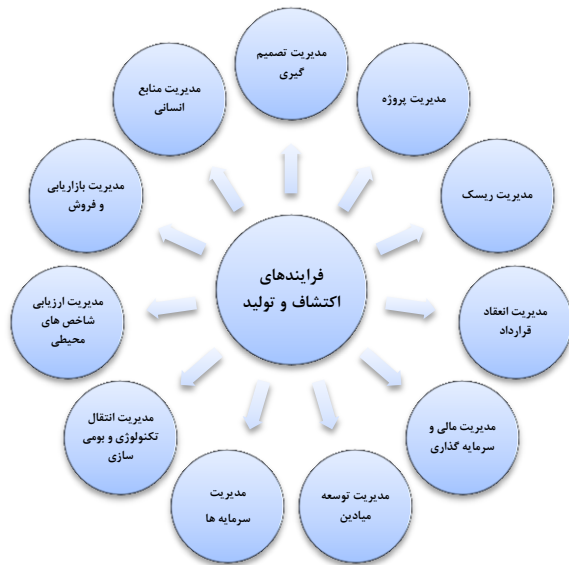 فرایندهای
اکتشاف و تولید
مدیریت تصمیم
گیری
مدیریت پروژه
مدیریت ریسک
مدیریت انعقاد
قرارداد
مدیریت مالی و
سرمایه گذاری
مدیریت توسعه
میادین
مدیریت
سرمایه ها
مدیریت انتقال
تکنولوژی و بومی
سازی
مدیریت ارزیابی
شاخص های
محیطی
مدیریت بازاریابی
و فروش
مدیریت منابع
انسانی